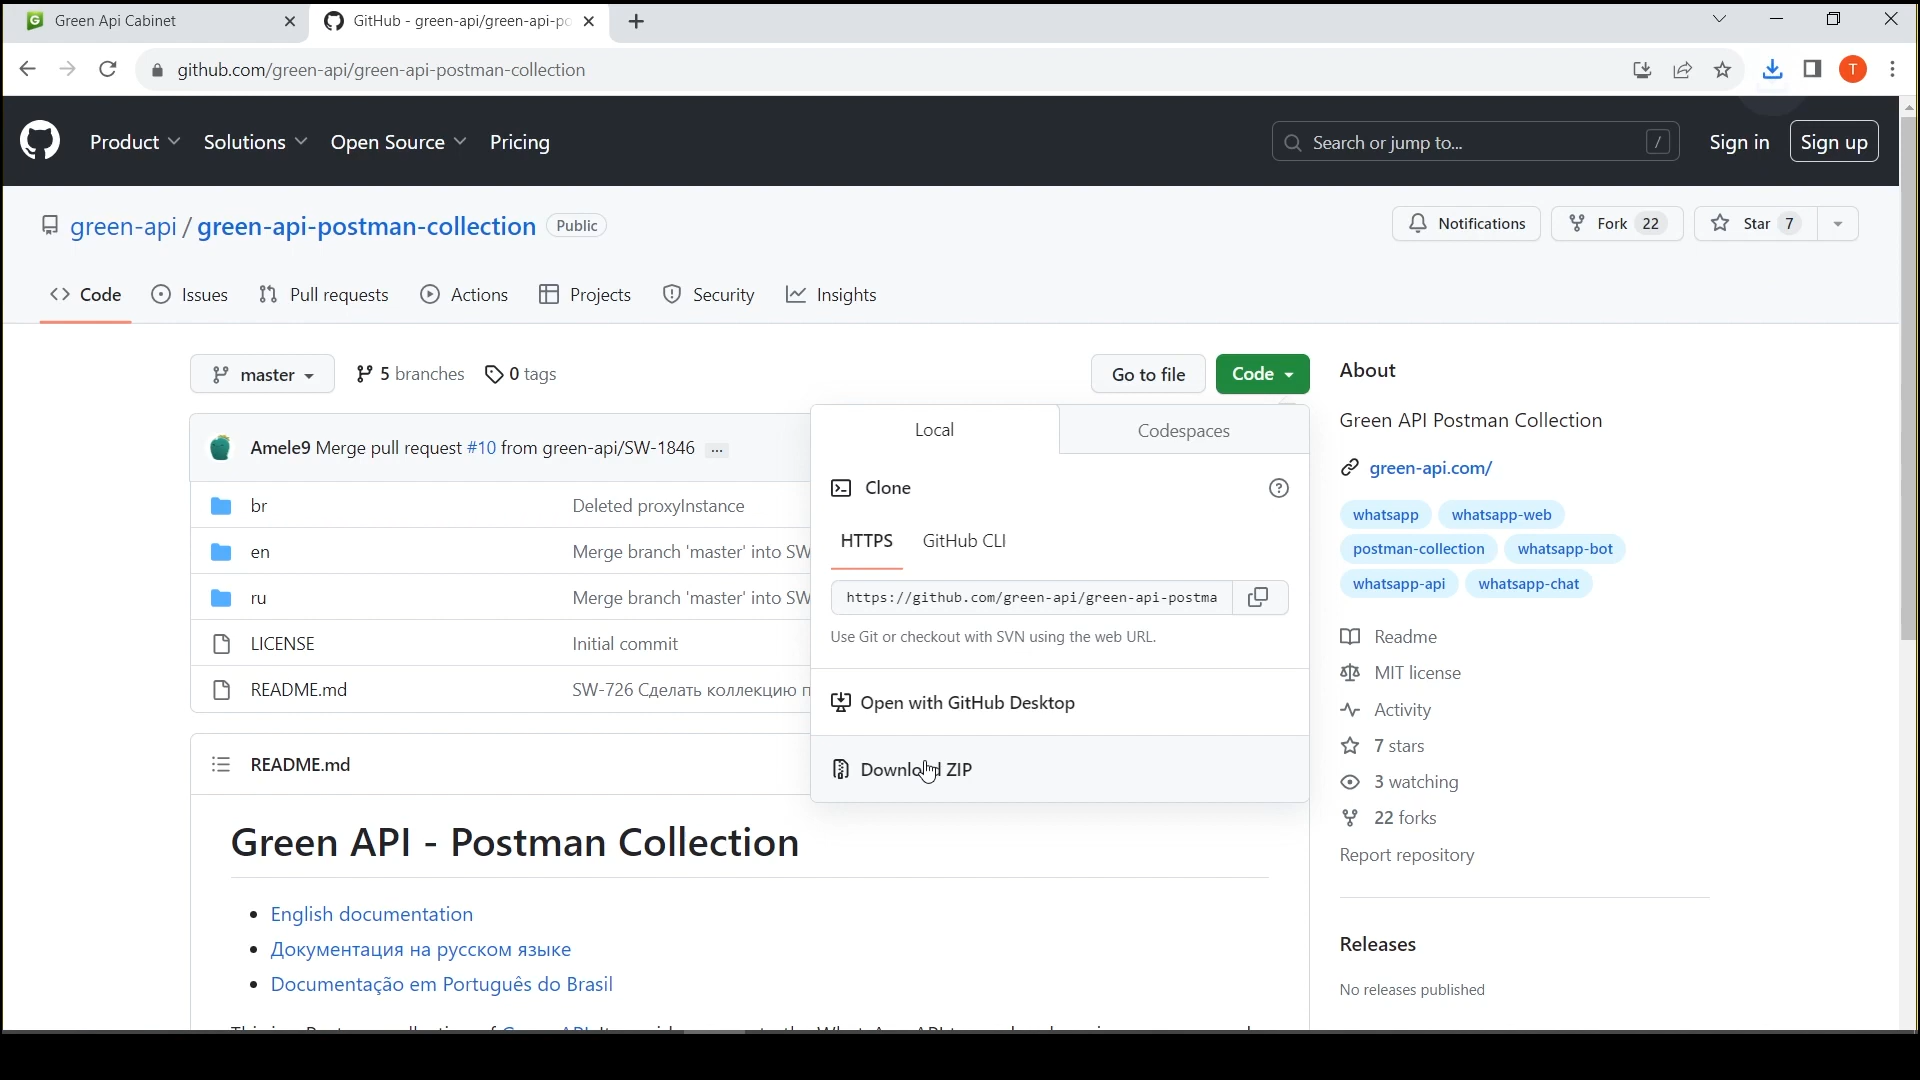 Green Api Cabinet
GitHub - green-api/green-api-po
github.com/green-api/green-api-postman-collection
T
Product
Solutions
Open Source
Pricing
Search or jump to...
/
Sign in
Sign up
green-api / green-api-postman-collection
Public
Notifications
Fork 22
Star 7
Code
Issues
Pull requests
Actions
Projects
Security
Insights
master
5 branches
0 tags
Go to file
Code
Amele9 Merge pull request #10 from green-api/SW-1846 ...
br Deleted proxyInstance
en Merge branch 'master' into SW
ru Merge branch 'master' into SW
LICENSE Initial commit
README.md SW-726 Сделать коллекцию п
Local
Codespaces
Clone
HTTPS
GitHub CLI
https://github.com/green-api/green-api-postma
Use Git or checkout with SVN using the web URL.
Open with GitHub Desktop
Download ZIP
README.md
Green API - Postman Collection
English documentation
Документация на русском языке
Documentação em Português do Brasil
About
Green API Postman Collection
green-api.com/
whatsapp
whatsapp-web
postman-collection
whatsapp-bot
whatsapp-api
whatsapp-chat
Readme
MIT license
Activity
7 stars
3 watching
22 forks
Report repository
Releases
No releases published